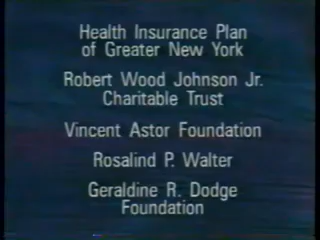 Health Insurance Plan
of Greater New York
Robert Wood Johnson Jr.
Charitable Trust
Vincent Astor Foundation
Rosalind P. Walter
Geraldine R. Dodge
Foundation